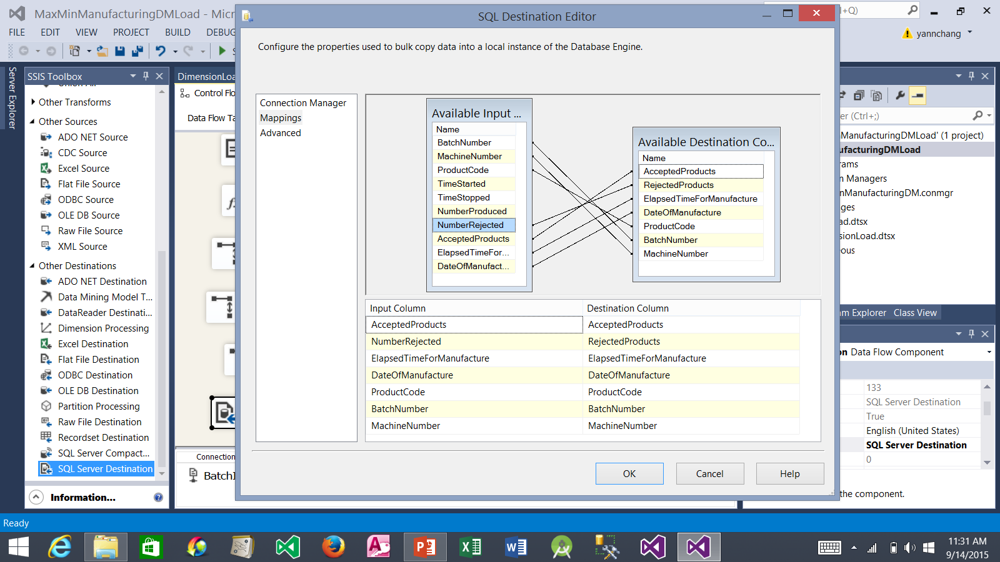 MaxMinManufacturingDMLoad - Micr
SQL Destination Editor
+Q)
FILE EDIT VIEW PROJECT BUILD DEBUG
yannchang
Configure the properties used to bulk copy data into a local instance of the Database Engine.
Server Explorer
SSIS Toolbox
Other Transforms
Other Sources
ADO NET Source
CDC Source
Excel Source
Flat File Source
ODBC Source
OLE DB Source
Raw File Source
XML Source
Other Destinations
ADO NET Destination
Data Mining Model T...
DataReader Destinati...
Dimension Processing
Excel Destination
Flat File Destination
ODBC Destination
OLE DB Destination
Partition Processing
Raw File Destination
Recordset Destination
SQL Server Compact...
SQL Server Destination
Information...
DimensionLoa
Control Flo
Data Flow Ta
Connection
BatchI
Connection Manager
Mappings
Advanced
Available Input ...
Name
BatchNumber
MachineNumber
ProductCode
TimeStarted
TimeStopped
NumberProduced
NumberRejected
AcceptedProducts
ElapsedTimeFor...
DateOfManufact...
Available Destination Co...
Name
AcceptedProducts
RejectedProducts
ElapsedTimeForManufacture
DateOfManufacture
ProductCode
BatchNumber
MachineNumber
Input Column Destination Column
AcceptedProducts AcceptedProducts
NumberRejected RejectedProducts
ElapsedTimeForManufacture ElapsedTimeForManufacture
DateOfManufacture DateOfManufacture
ProductCode ProductCode
BatchNumber BatchNumber
MachineNumber MachineNumber
OK Cancel Help
er (Ctrl+;)
nManufacturingDMLoad' (1 project)
ufacturingDMLoad
rams
n Managers
nManufacturingDM.conmgr
ages
ad.dtsx
sionLoad.dtsx
eous
m Explorer Class View
on Data Flow Component
133
SQL Server Destination
True
English (United States)
SQL Server Destination
0
the component.
Ready
11:31 AM
9/14/2015